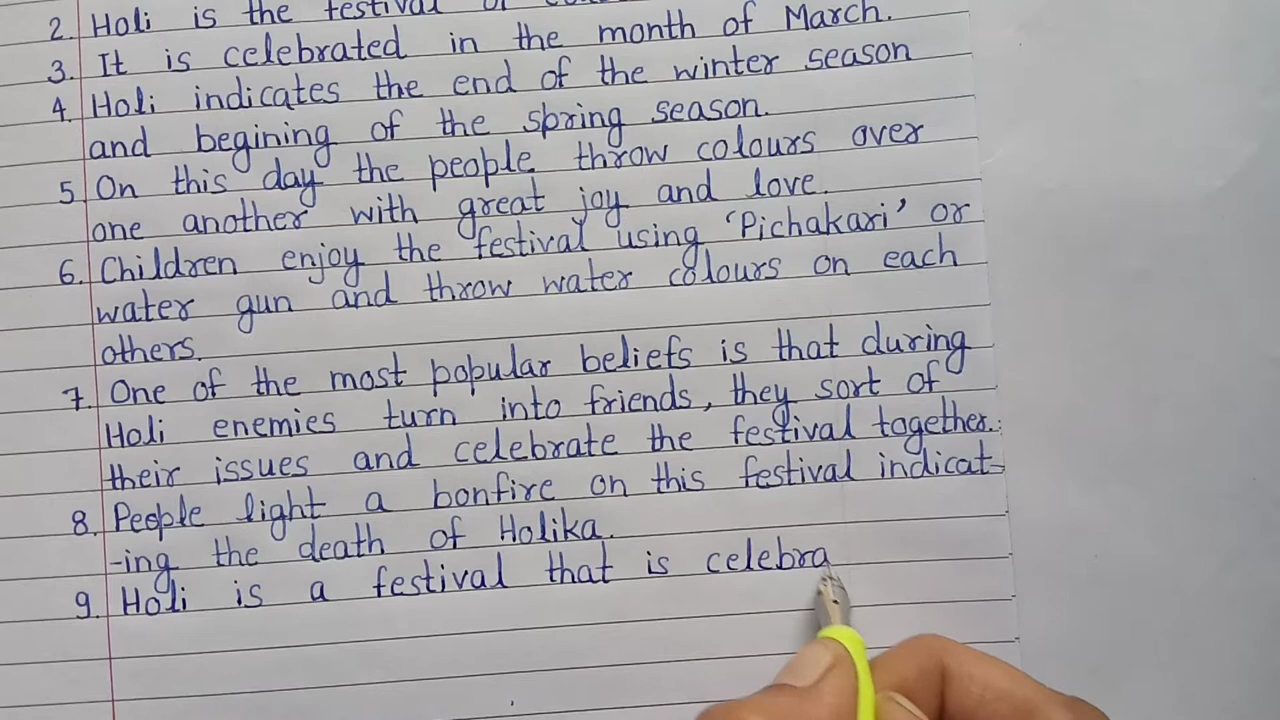 2. Holi is the festival of
3. It is celebrated in the month of March.
4. Holi indicates the end of the winter season
and begining of the spring season.
5. On this day the people throw colours over
one another with great joy and love.
6. Children enjoy the festival using 'Pichakari' or
water gun and throw water colours on each
others.
7. One of the most popular beliefs is that during
Holi enemies turn into friends, they sort of
their issues and celebrate the festival together.
8. People light a bonfire on this festival indicat-
-ing the death of Holika.
9. Holi is a festival that is celebra